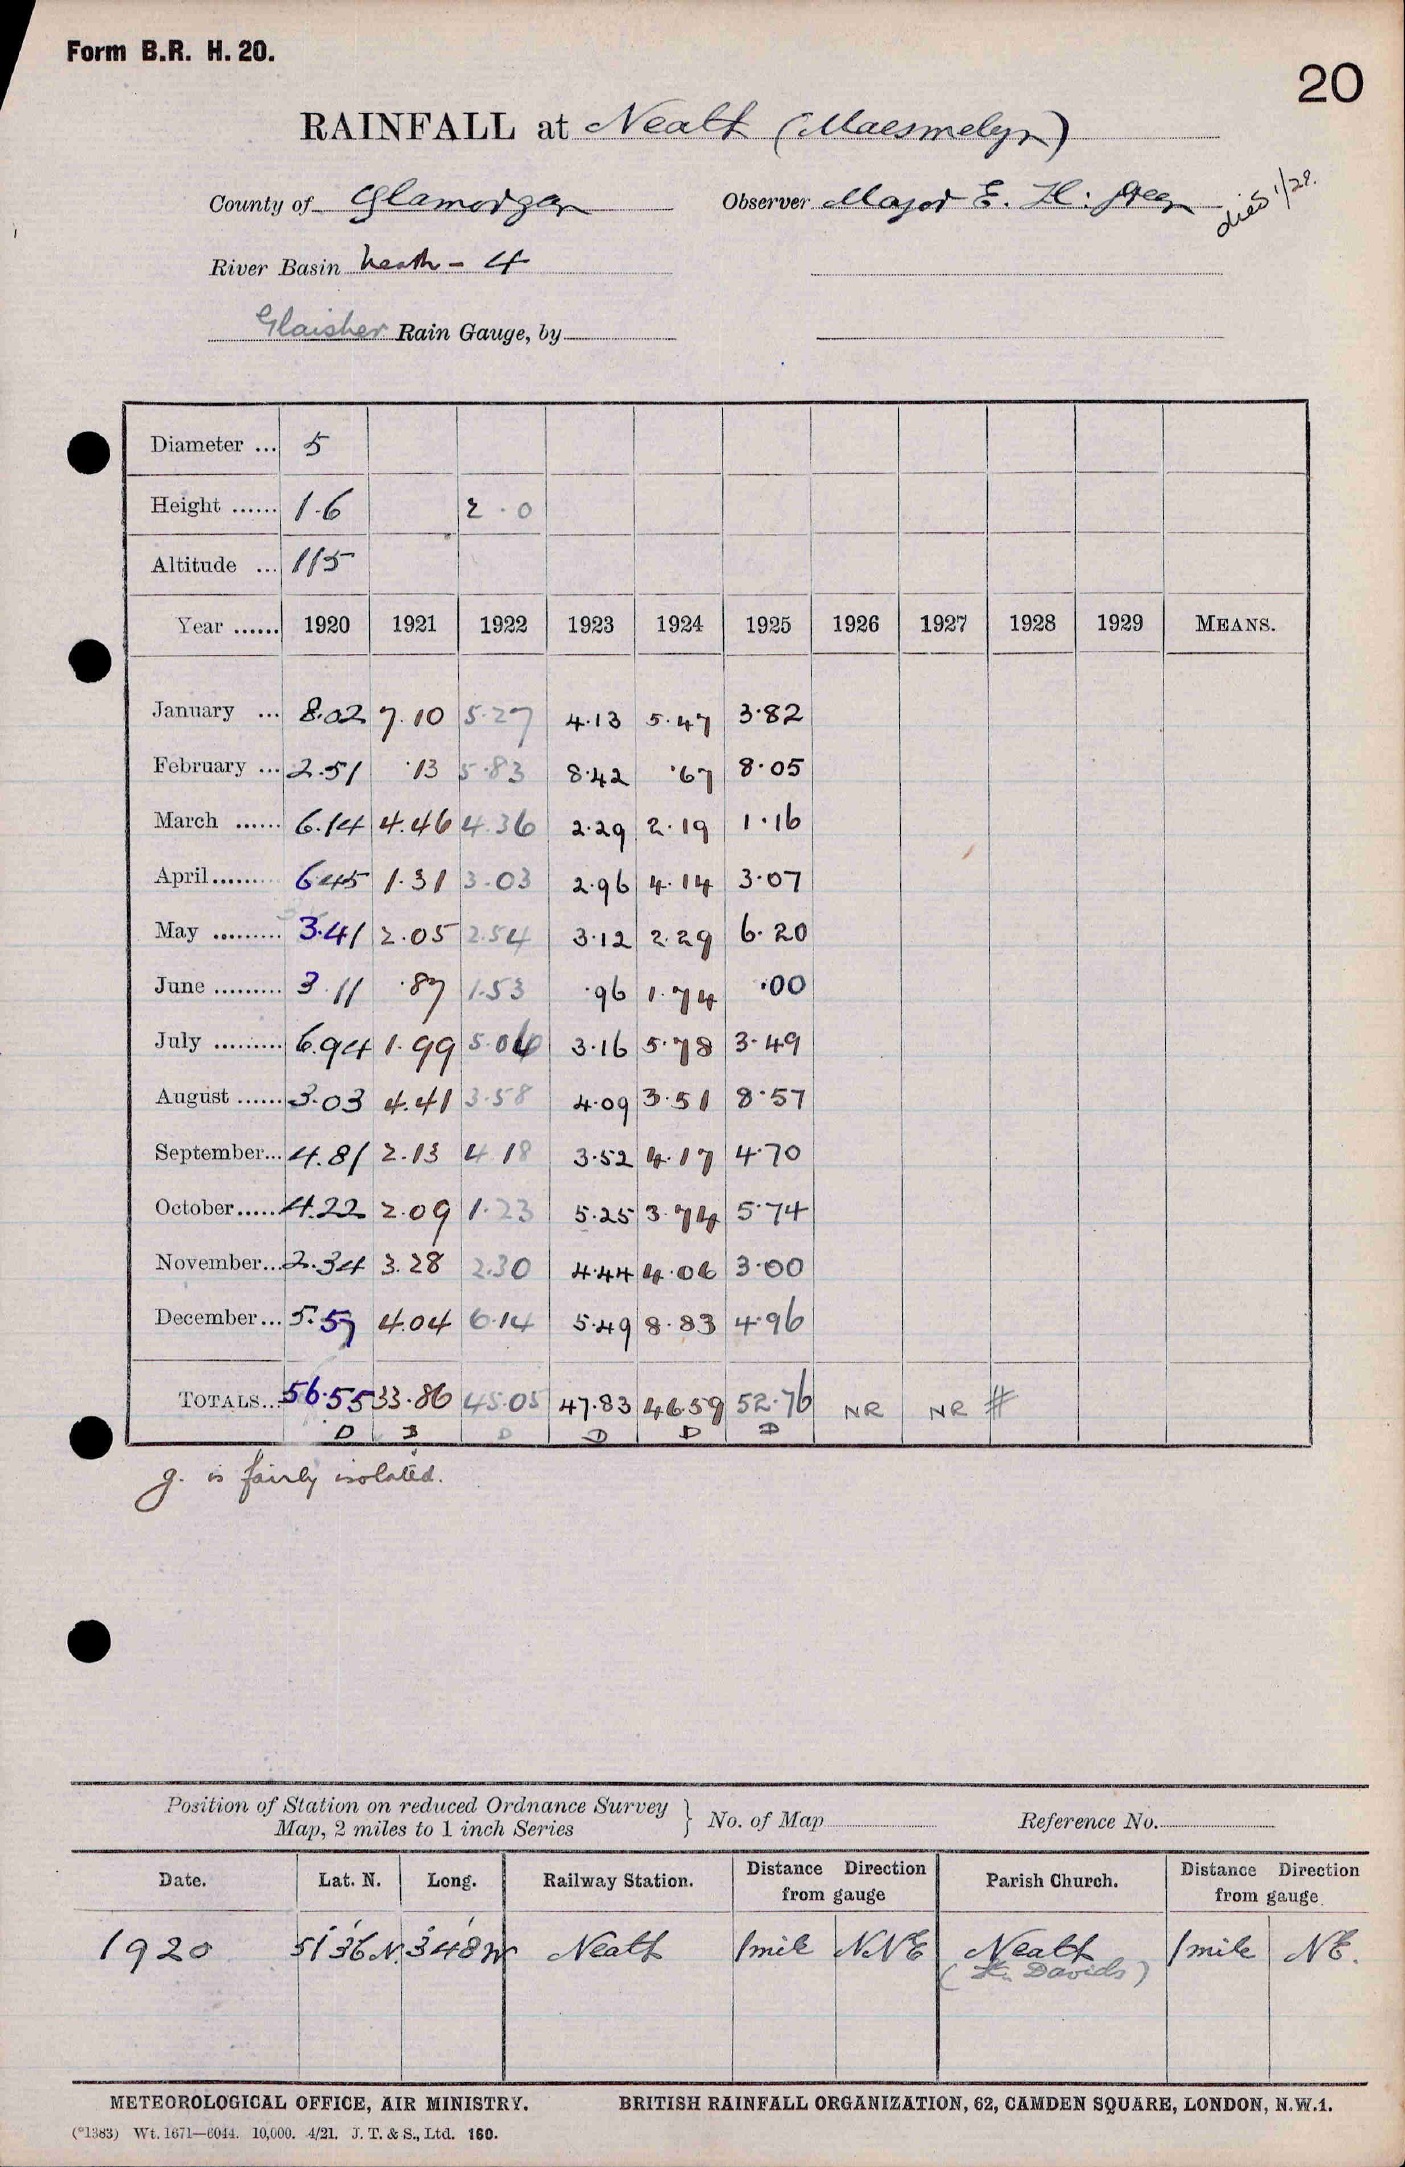 Form B.R. H. 20.
20
RAINFALL at Neath (Maesmelyn)
County of Glamorgan Observer Major E. H.
died 1/28.
River Basin Neath - 4
Glaisher Rain Gauge, by
Diameter ... 5
Height ...... 1.6 2.0
Altitude ... 115
Year ...... 1920 1921 1922 1923 1924 1925 1926 1927 1928 1929 MEANS.
January ... 8.02 7.10 5.27 4.13 5.47 3.82
February ... 2.51 .13 5.83 8.42 .67 8.05
March ...... 6.14 4.46 4.36 2.29 2.19 1.16
April ......... 6.45 1.31 3.03 2.96 4.14 3.07
May ......... 3.41 2.05 2.54 3.12 2.29 6.20
June ......... 3.11 .87 1.53 .96 1.74 .00
July ......... 6.94 1.99 5.06 3.16 5.78 3.49
August ...... 3.03 4.41 3.58 4.09 3.51 8.57
September... 4.81 2.13 4.18 3.52 4.17 4.70
October ..... 4.22 2.09 1.23 5.25 3.74 5.74
November... 2.34 3.28 2.30 4.44 4.06 3.00
December... 5.57 4.04 6.14 5.49 8.83 4.96
TOTALS... 56.55 33.86 45.05 47.83 46.59 52.76 NR NR #
D D D D D
g. is fairly isolated.
Position of Station on reduced Ordnance Survey
Map, 2 miles to 1 inch Series } No. of Map Reference No.
Date. Lat. N. Long. Railway Station. Distance Direction from gauge Parish Church. Distance Direction from gauge.
1920 51°36' N. 3°48' W Neath 1 mile NNE Neath 1 mile NE.
(St. Davids)
METEOROLOGICAL OFFICE, AIR MINISTRY. BRITISH RAINFALL ORGANIZATION, 62, CAMDEN SQUARE, LONDON, N.W.1.
(*1383) Wt. 1671—6044. 10,000. 4/21. J. T. & S., Ltd. 160.